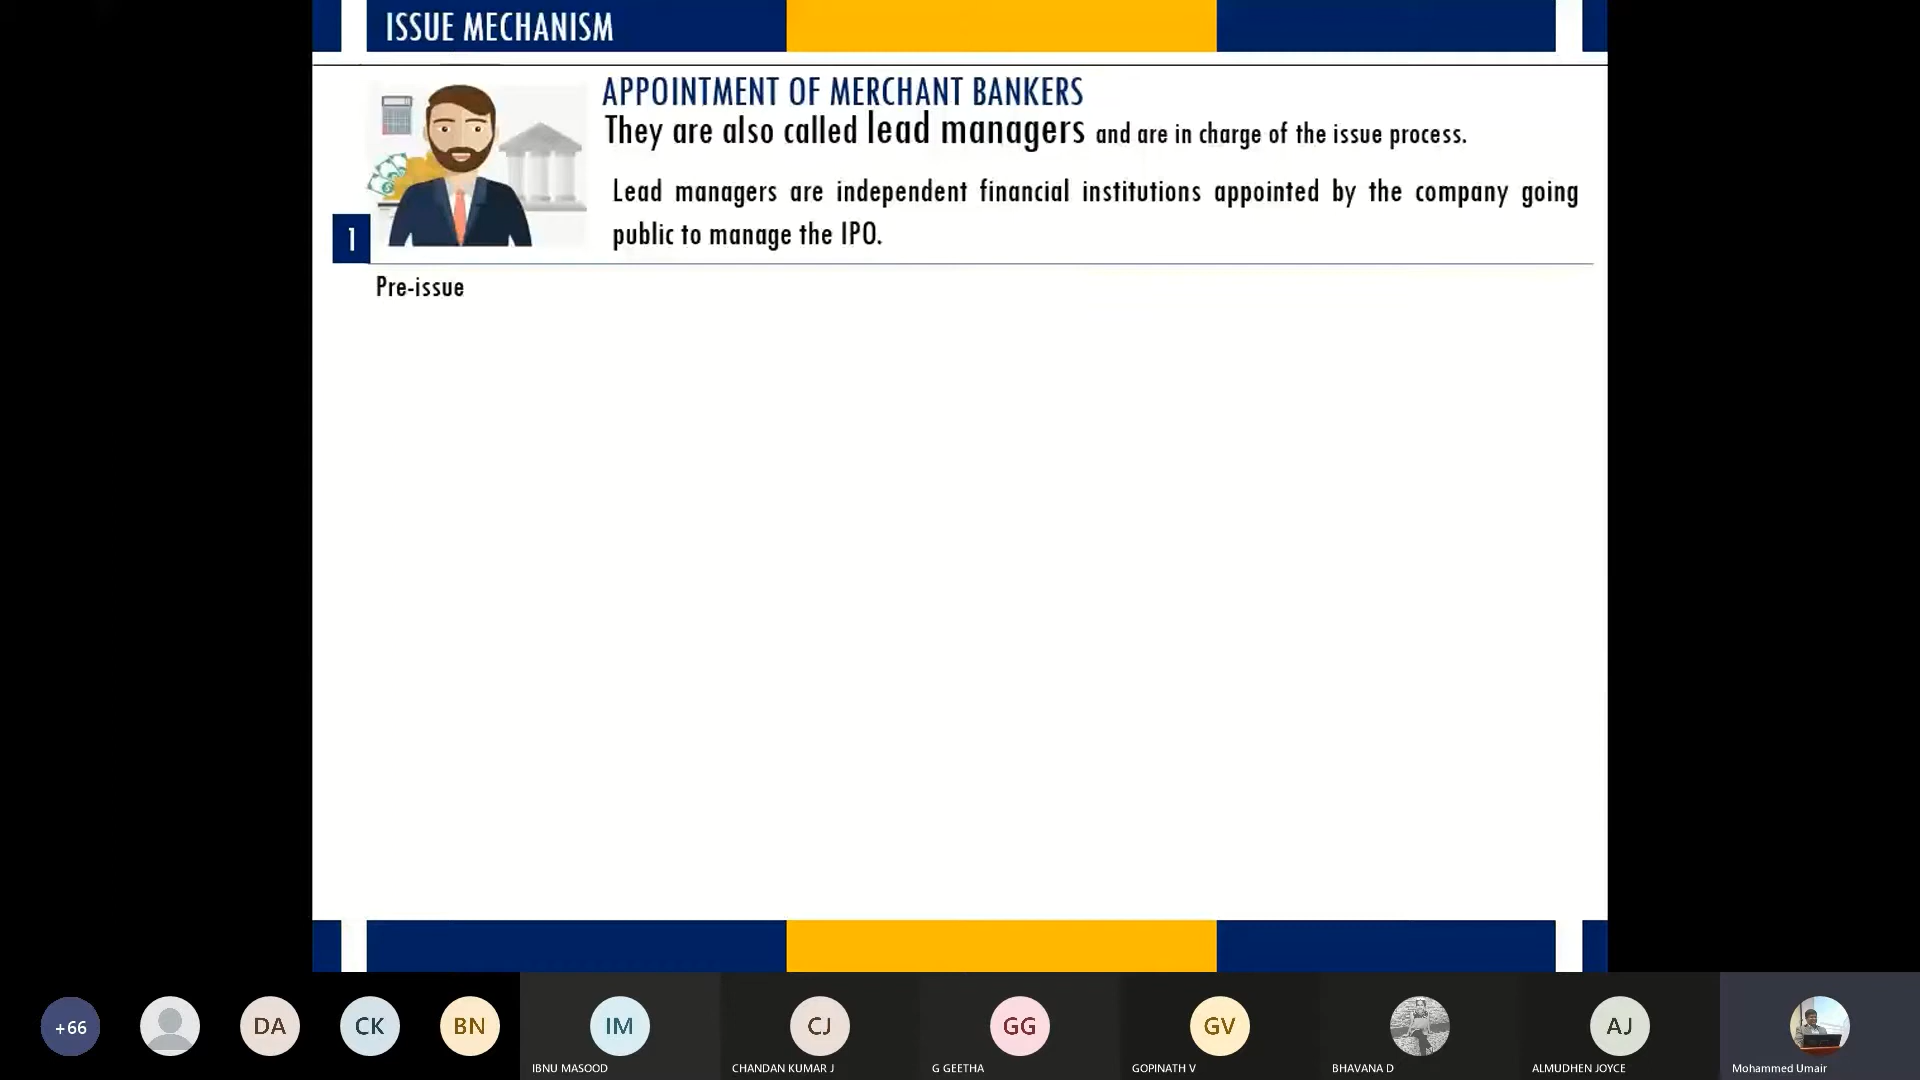 ISSUE MECHANISM
APPOINTMENT OF MERCHANT BANKERS
They are also called lead managers and are in charge of the issue process.
Lead managers are independent financial institutions appointed by the company going
public to manage the IPO.
1
Pre-issue
+66
DA
CK
BN
IM
CJ
GG
GV
AJ
IBNU MASOOD
CHANDAN KUMAR J
G GEETHA
GOPINATH V
BHAVANA D
ALMUDHEN JOYCE
Mohammed Umair